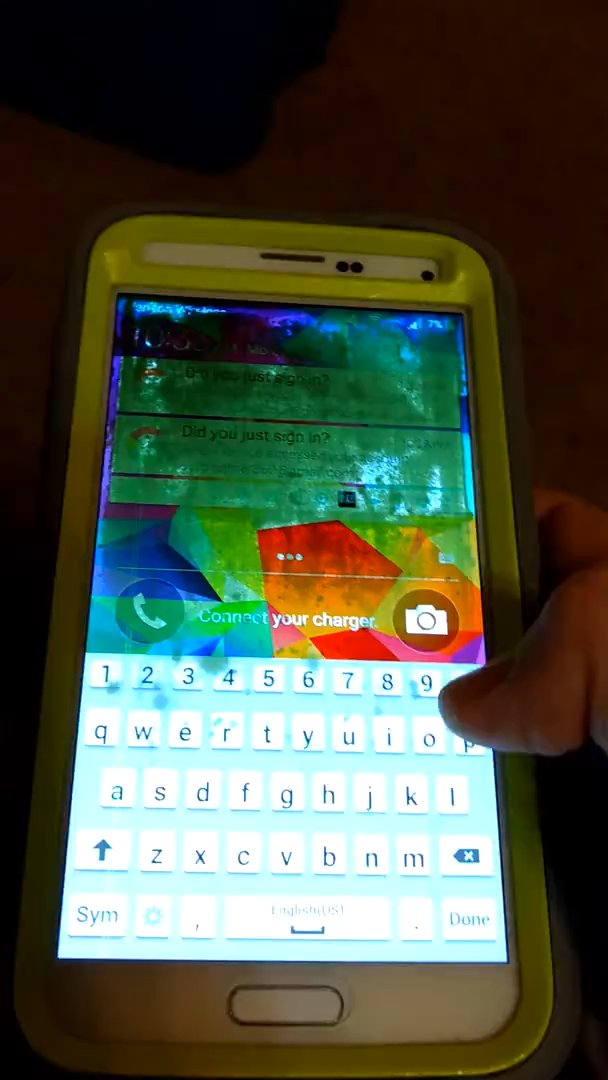 7%
Did you just sign in?
Did you just sign in?
Connect your charger.
1 2 3 4 5 6 7 8 9
q w e r t y u i o p
a s d f g h j k l
z x c v b n m
Sym , English(US) . Done